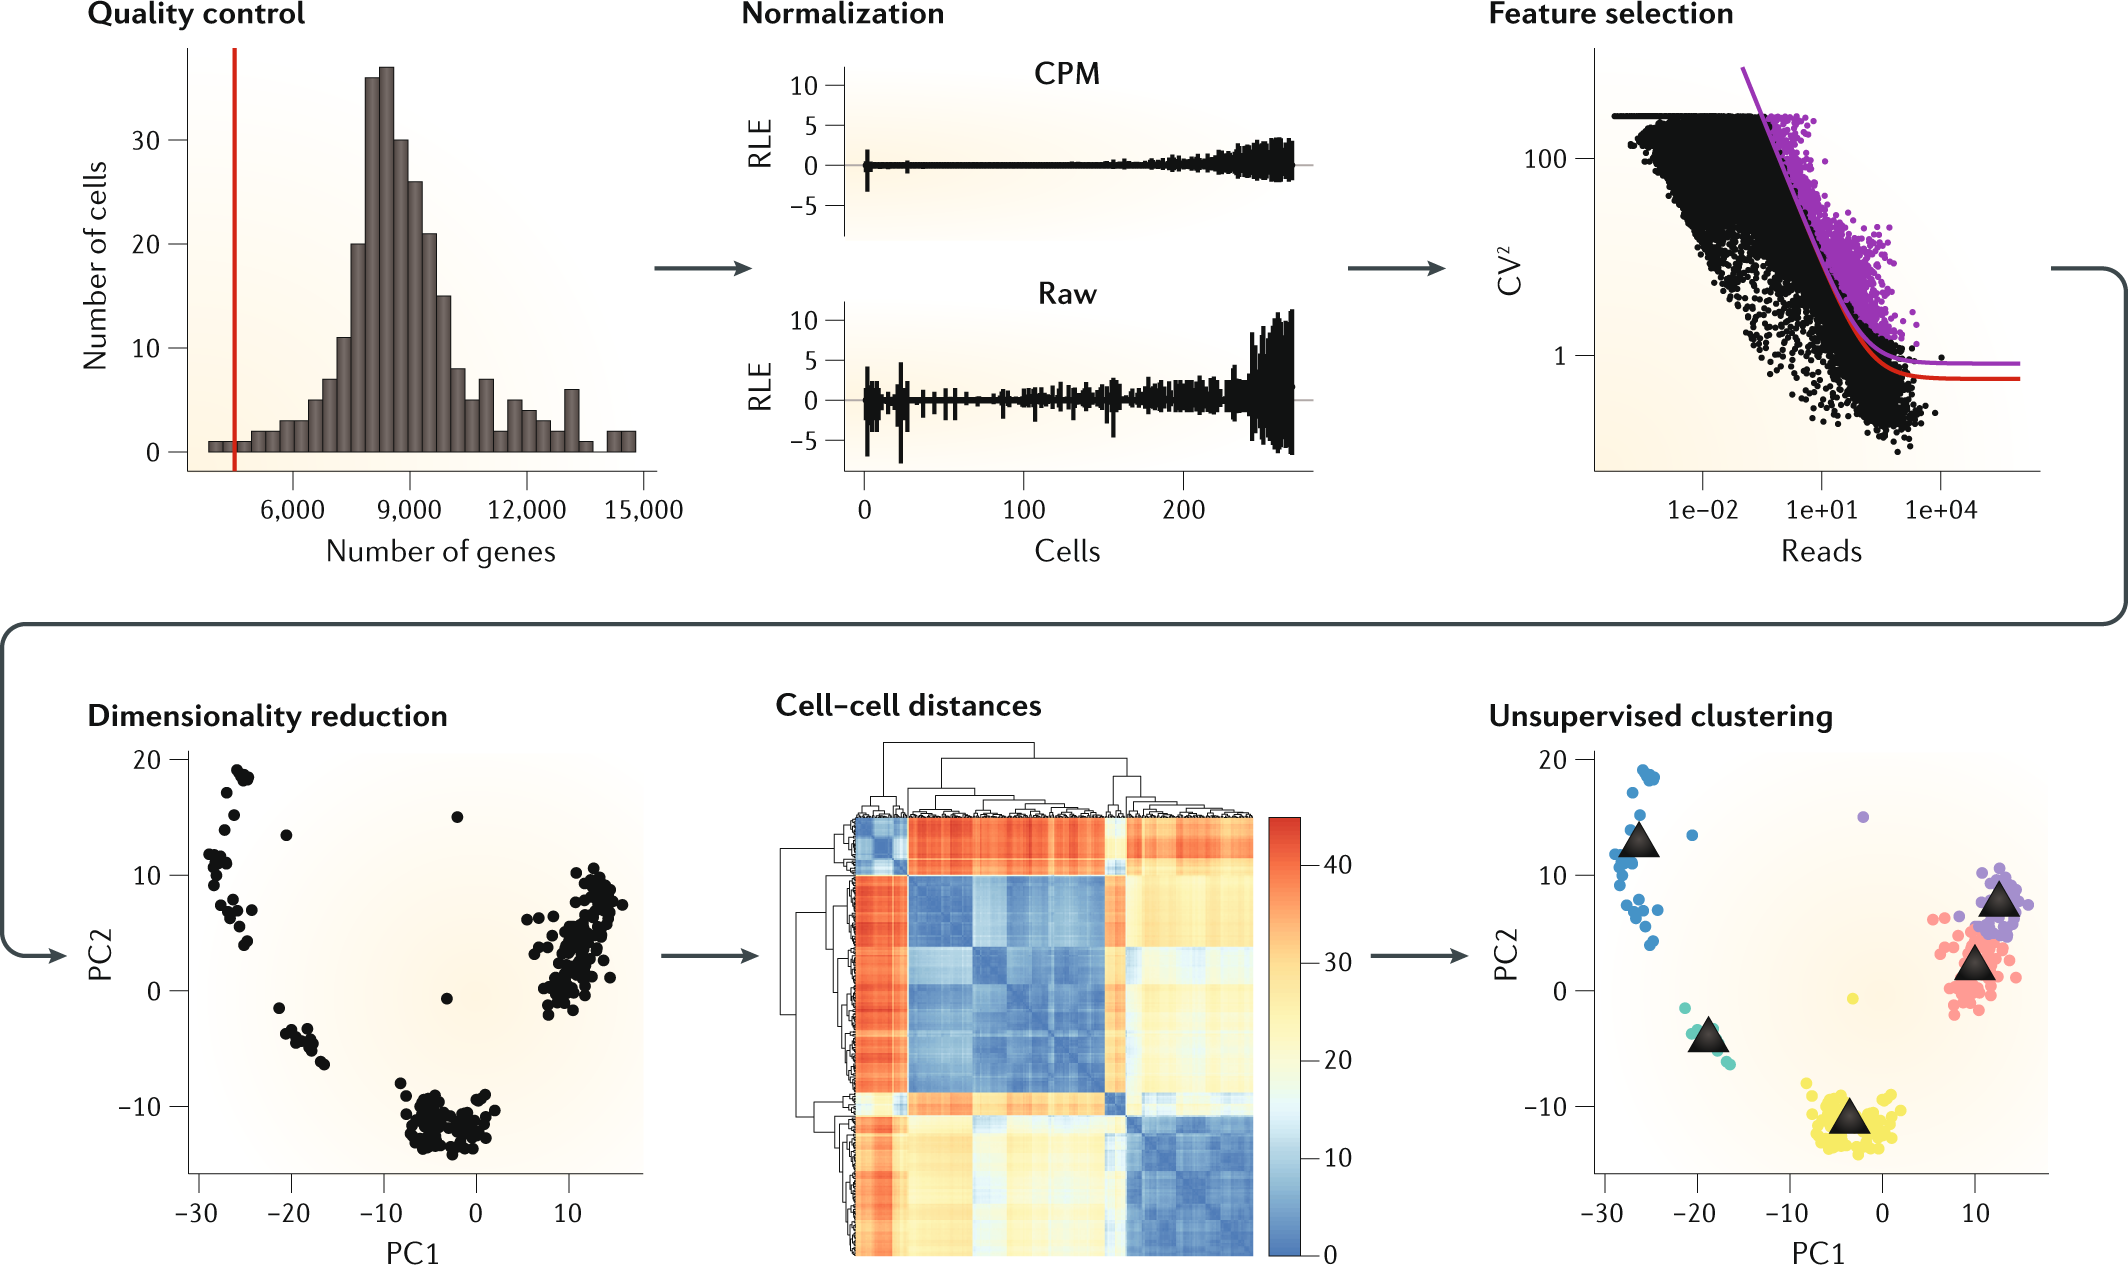 Quality control
Number of cells
30
20
10
0
6,000 9,000 12,000 15,000
Number of genes
Normalization
CPM
RLE
10
5
0
−5
Raw
RLE
10
5
0
−5
0 100 200
Cells
Feature selection
CV²
100
1
1e−02 1e+01 1e+04
Reads
Dimensionality reduction
PC2
20
10
0
−10
−30 −20 −10 0 10
PC1
Cell–cell distances
40
30
20
10
0
Unsupervised clustering
PC2
20
10
0
−10
−30 −20 −10 0 10
PC1